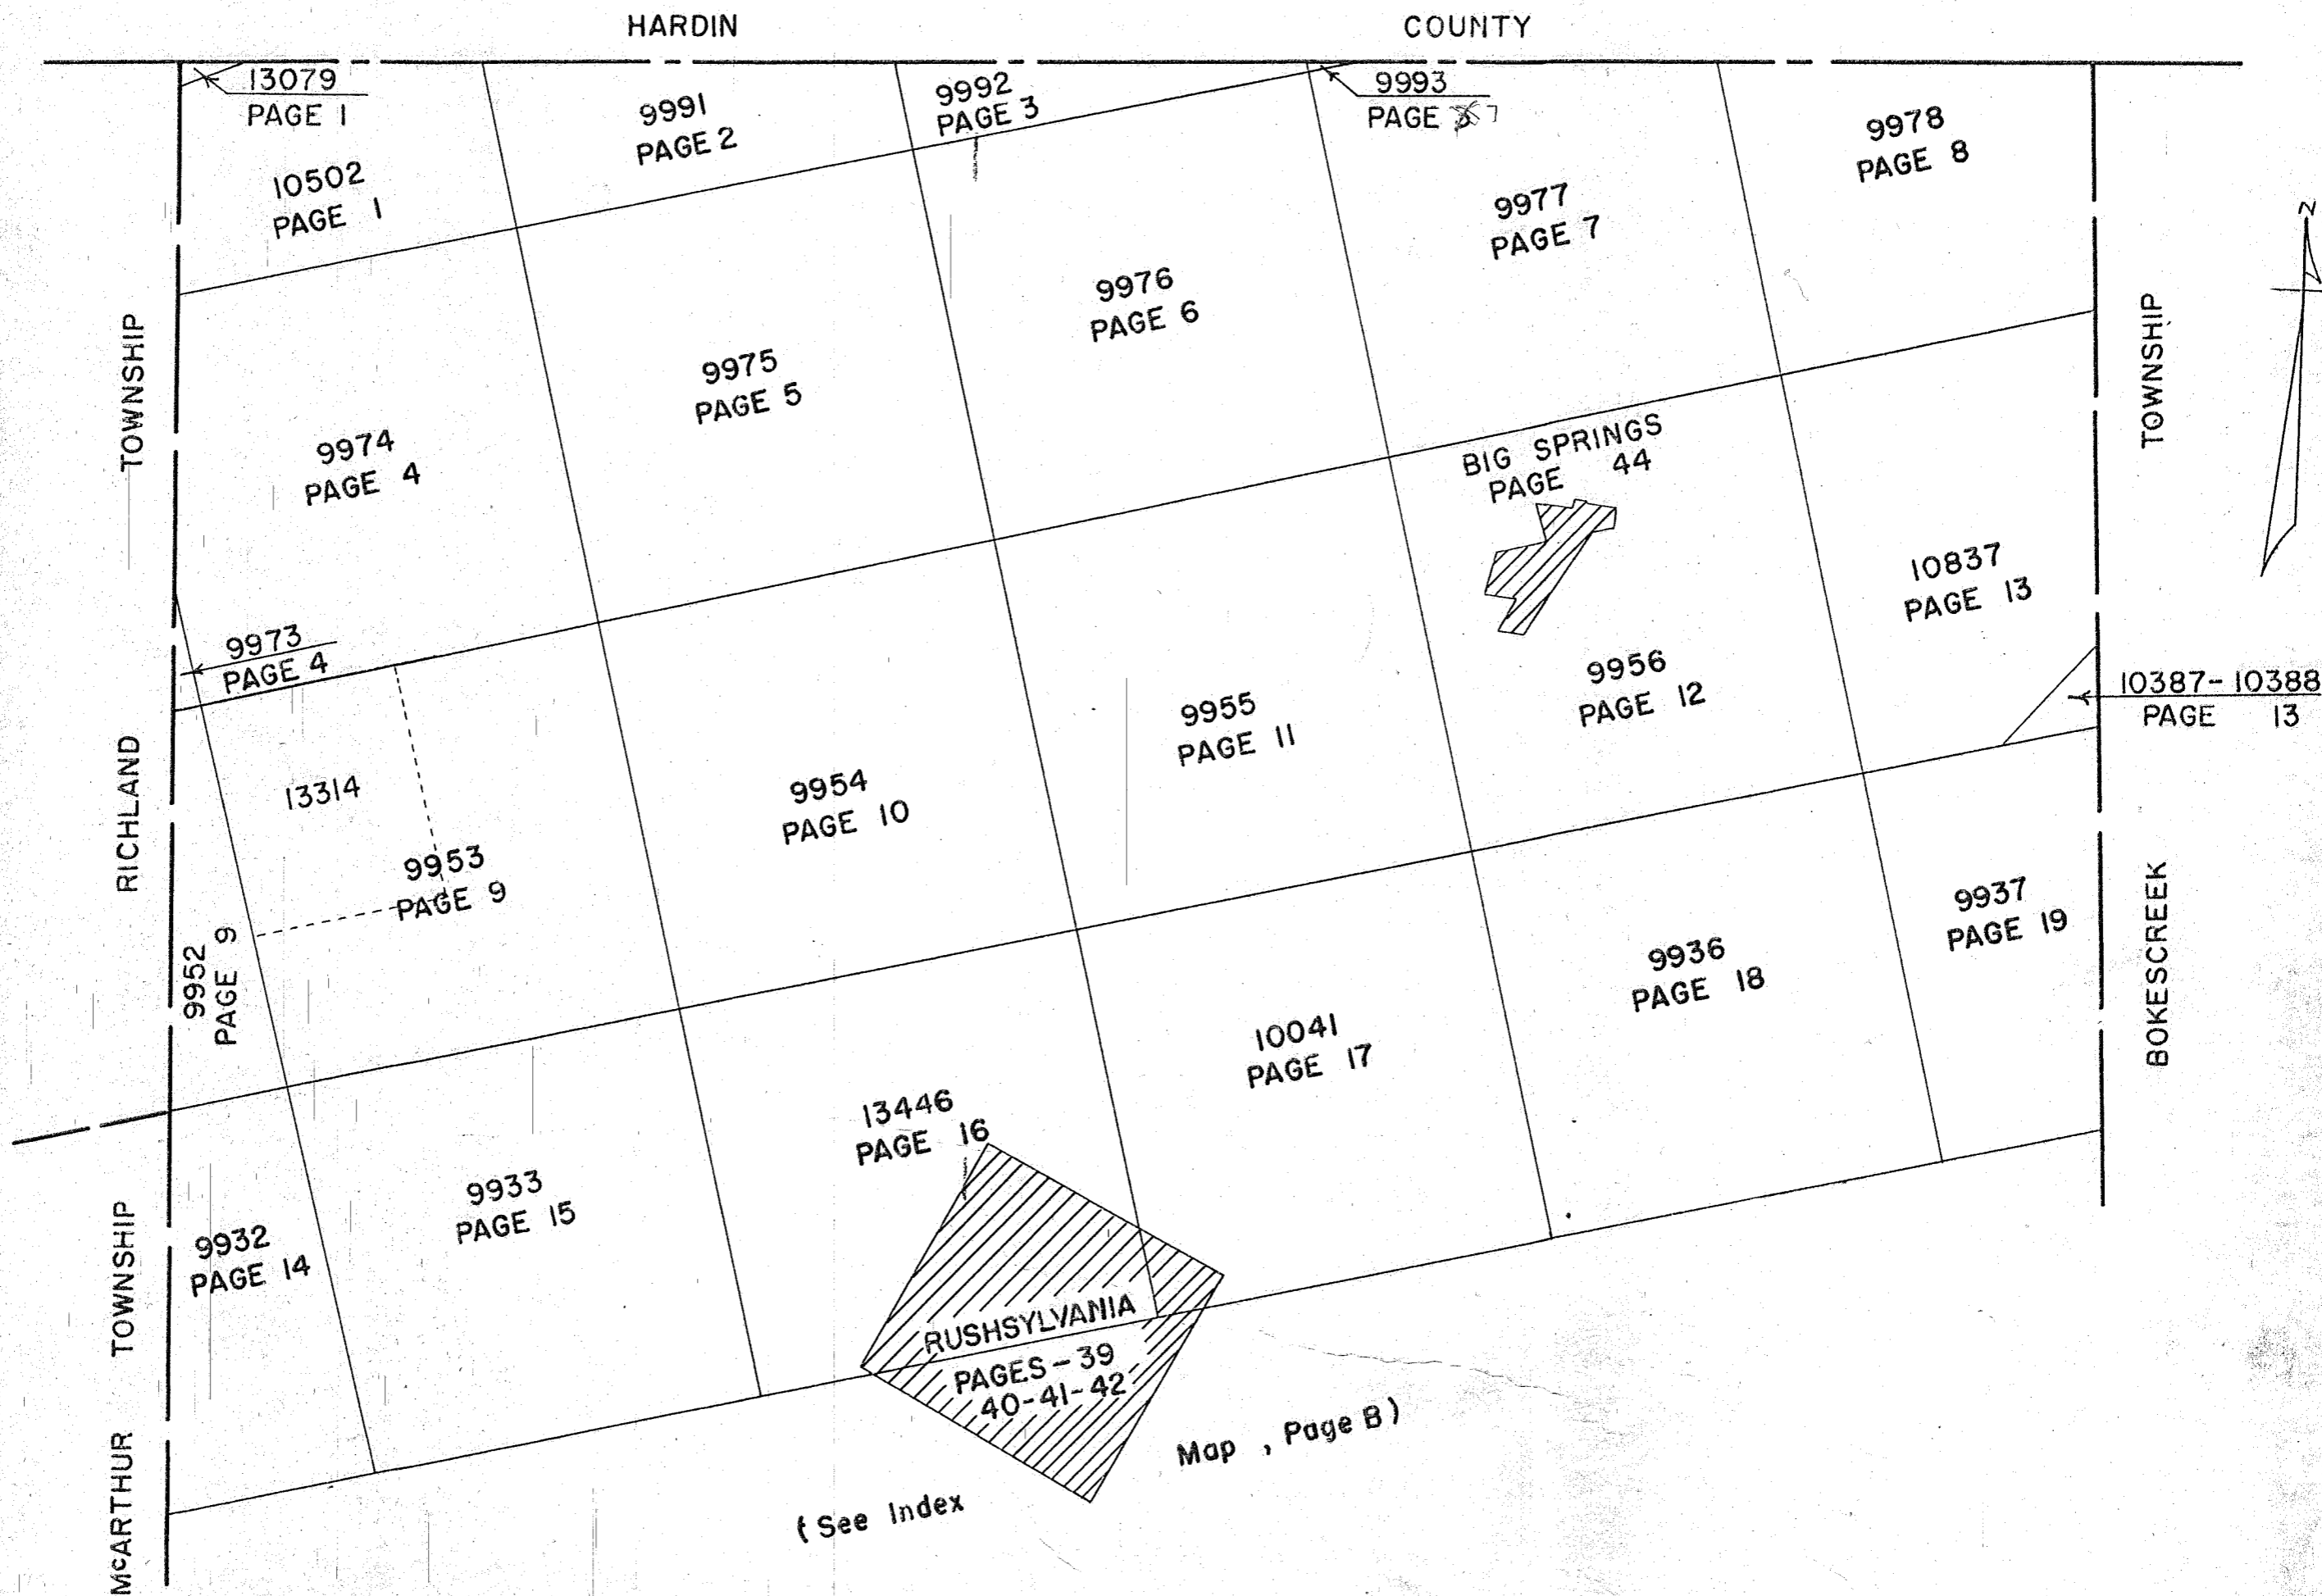 HARDIN COUNTY
13079
PAGE 1
10502
PAGE 1
9991
PAGE 2
9992
PAGE 3
9993
PAGE 7
9977
PAGE 7
9978
PAGE 8
N
9976
PAGE 6
9975
PAGE 5
9974
PAGE 4
TOWNSHIP
TOWNSHIP
BIG SPRINGS
PAGE 44
10837
PAGE 13
9973
PAGE 4
9956
PAGE 12
10387-10388
PAGE 13
9955
PAGE 11
9954
PAGE 10
13314
9953
PAGE 9
RICHLAND
9952
PAGE 9
9937
PAGE 19
BOKESCREEK
9936
PAGE 18
10041
PAGE 17
13446
PAGE 16
9933
PAGE 15
9932
PAGE 14
McARTHUR TOWNSHIP
RUSHSYLVANIA
PAGES-39
40-41-42
(See Index Map , Page B)